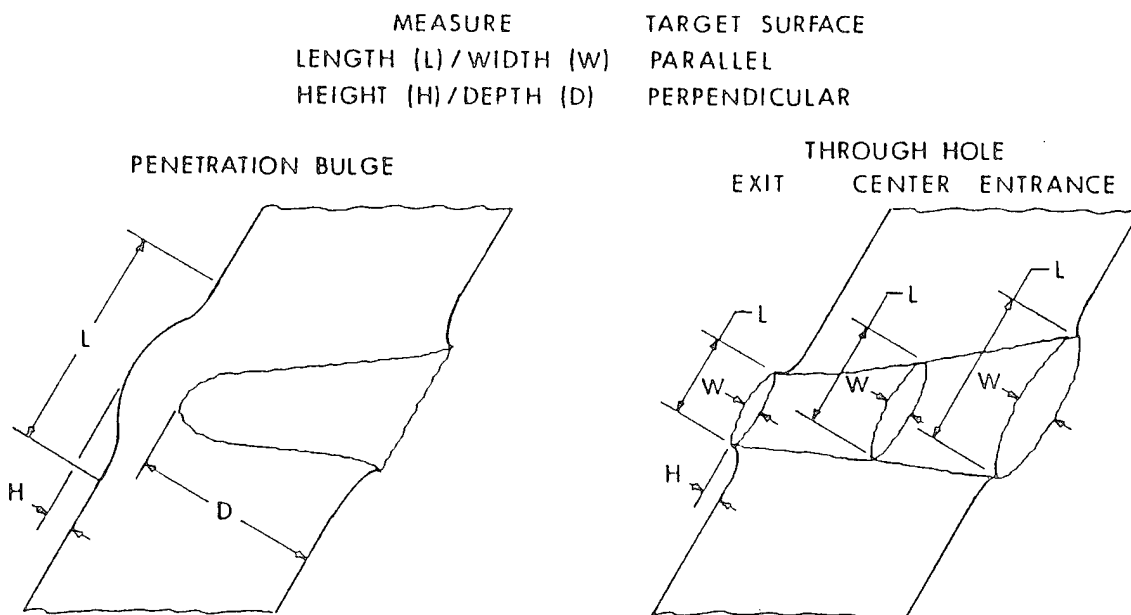 MEASURE TARGET SURFACE
LENGTH (L)/WIDTH (W) PARALLEL
HEIGHT (H)/DEPTH (D) PERPENDICULAR
PENETRATION BULGE
THROUGH HOLE
EXIT CENTER ENTRANCE
L
H
D
L
L
L
W
W
W
H